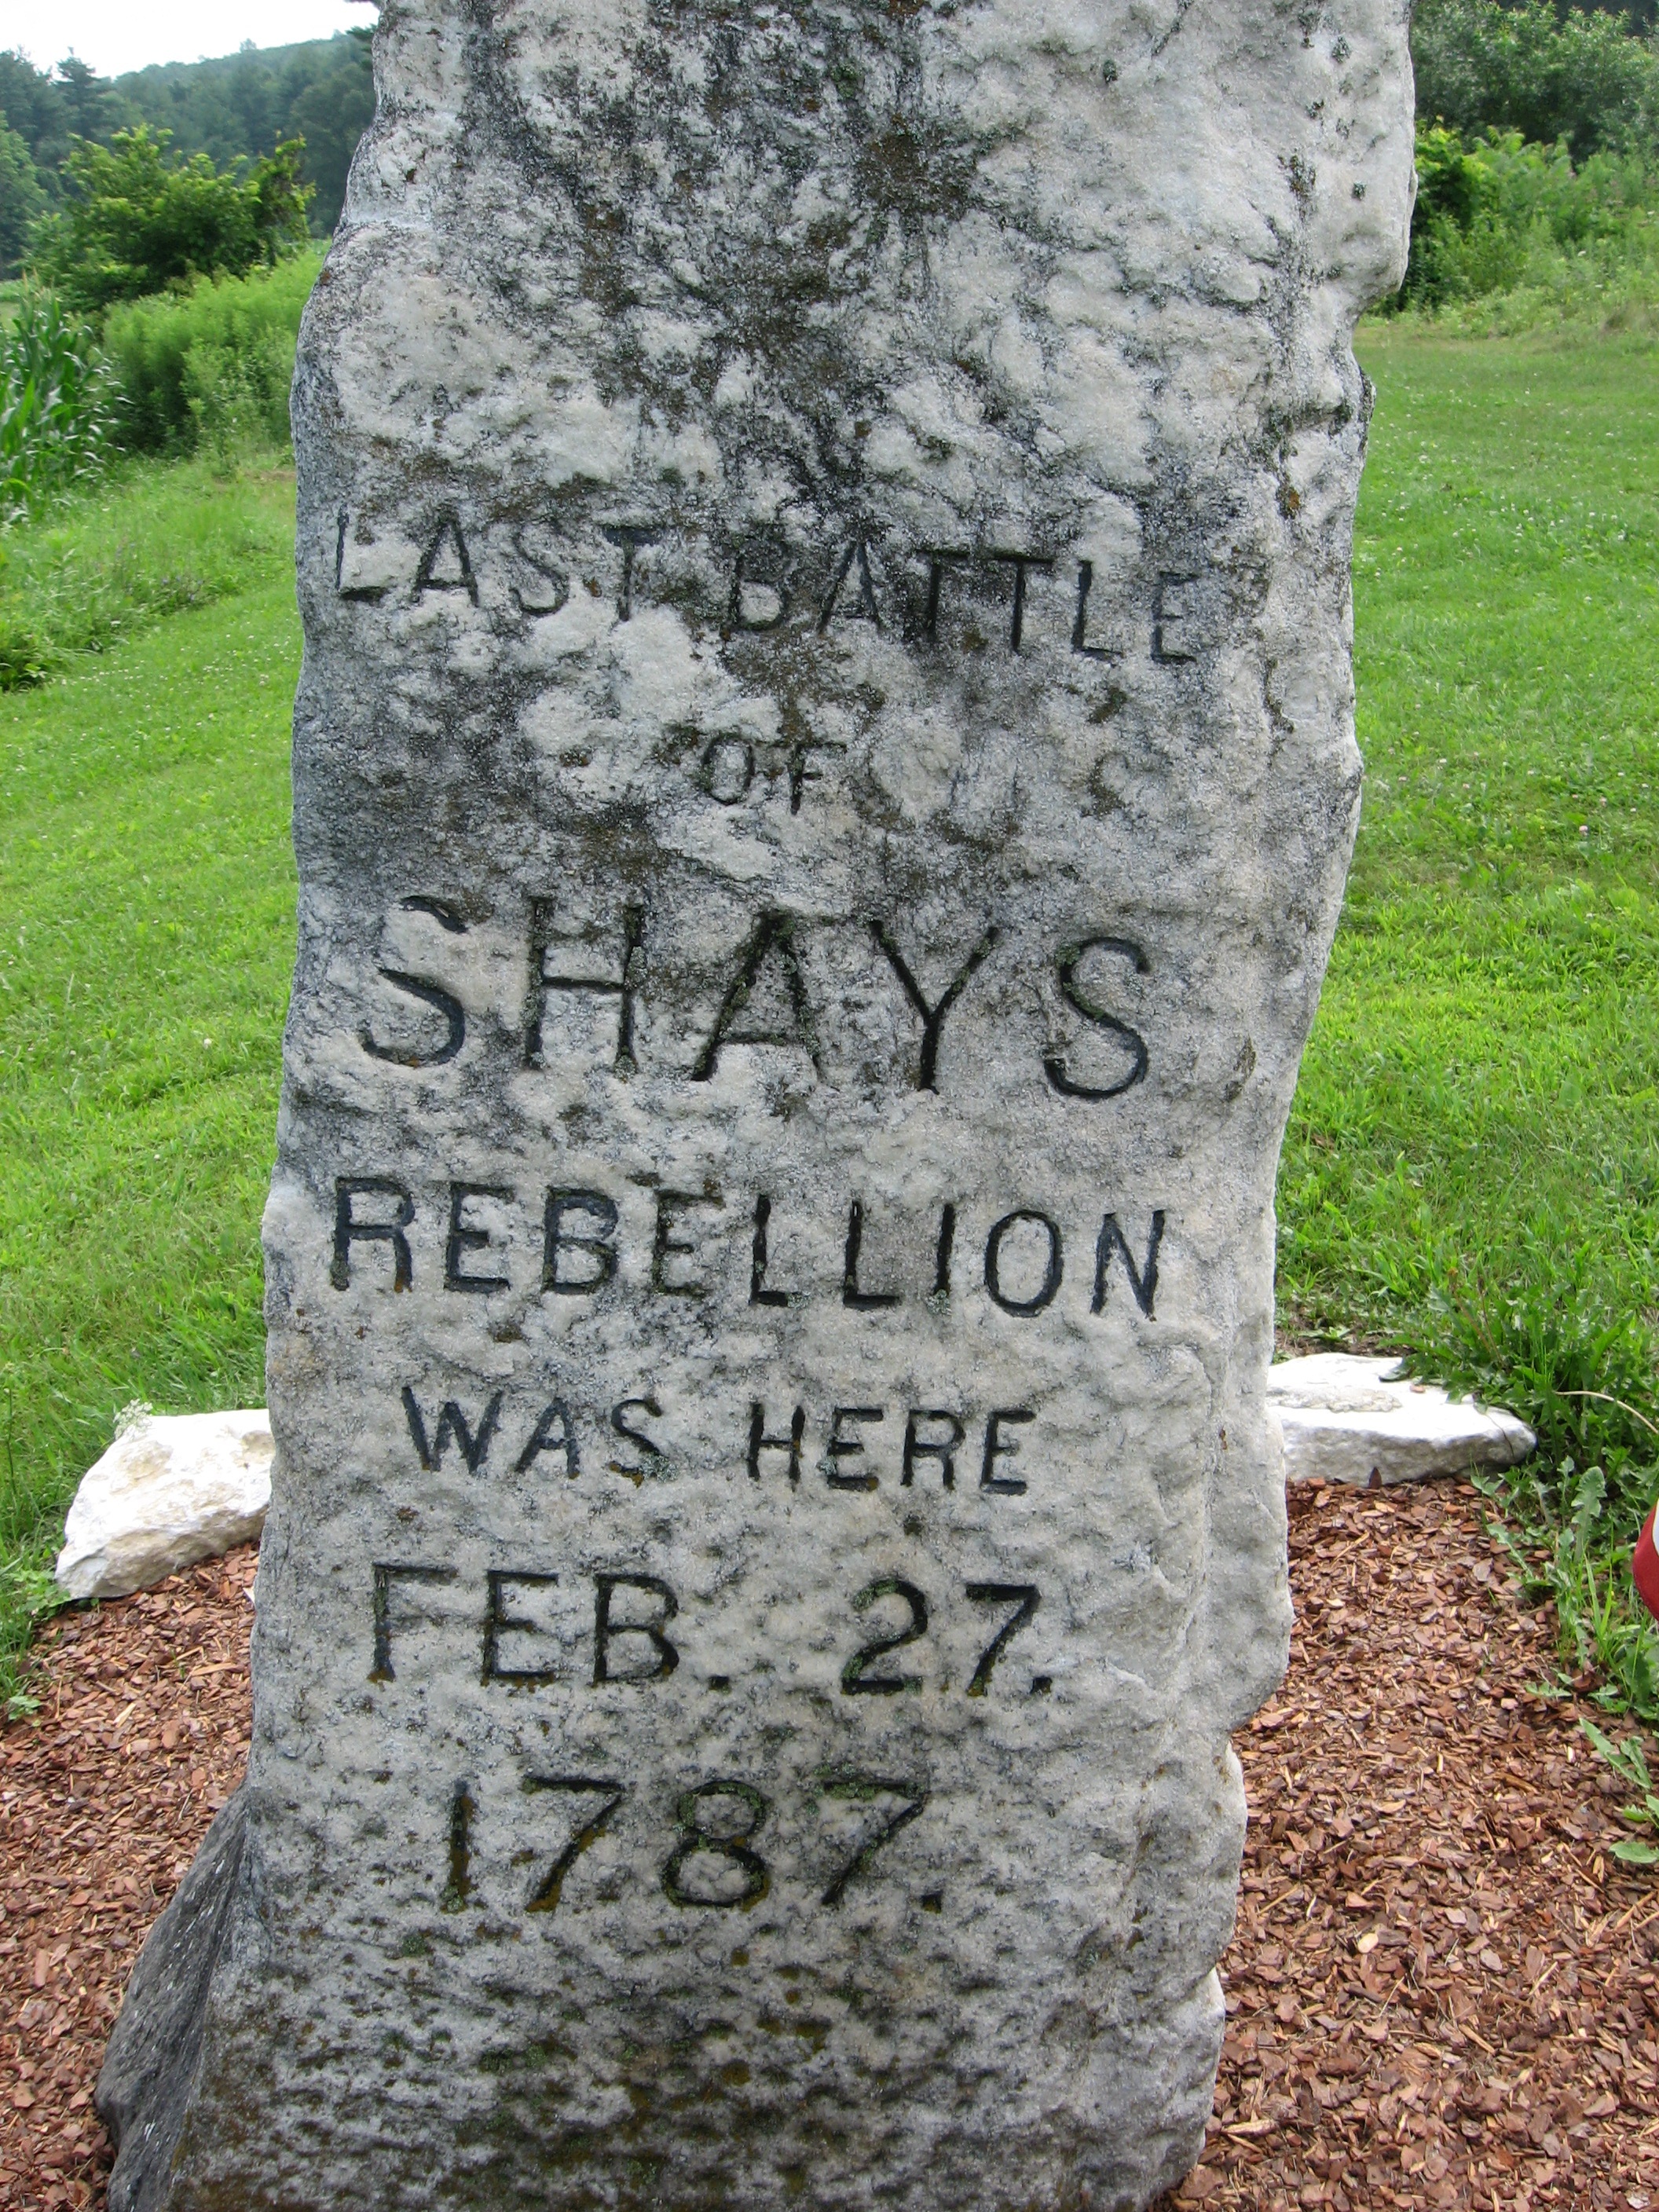 LAST BATTLE
OF
SHAYS
REBELLION
WAS HERE
FEB. 27.
1787.